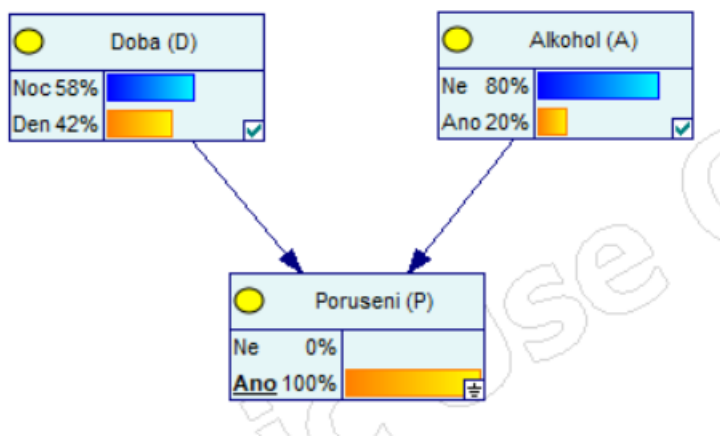 Doba (D)
Noc 58%
Den 42%
Alkohol (A)
Ne 80%
Ano 20%
Poruseni (P)
Ne 0%
Ano 100%